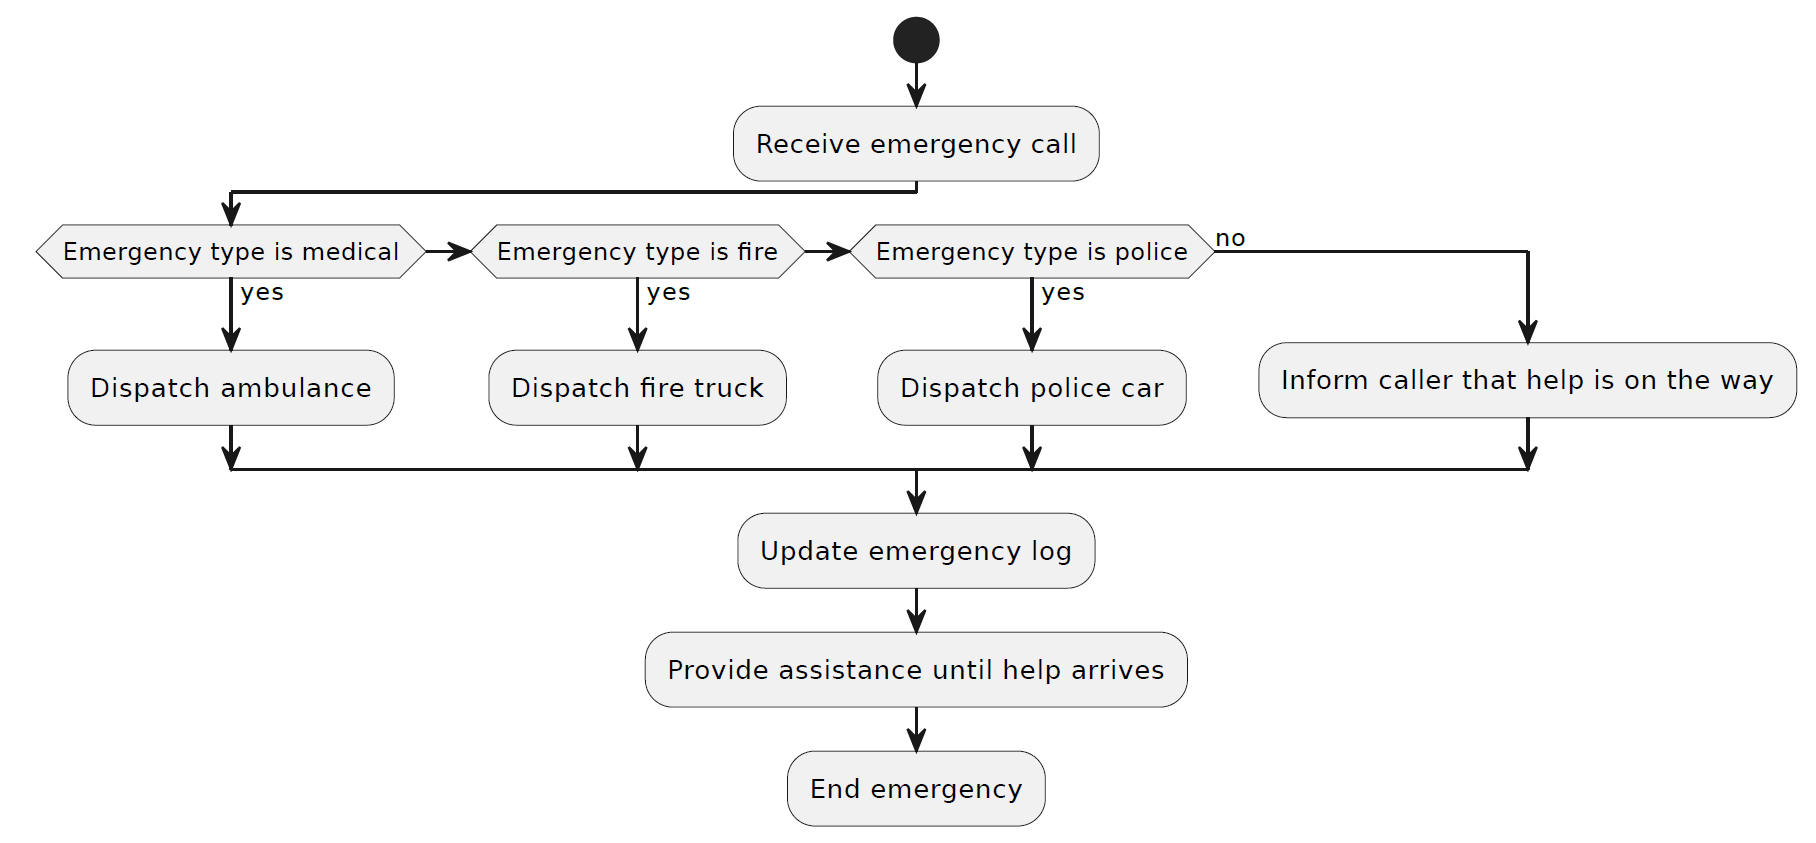 Receive emergency call
Emergency type is medical
Emergency type is fire
Emergency type is police
no
yes
yes
yes
Dispatch ambulance
Dispatch fire truck
Dispatch police car
Inform caller that help is on the way
Update emergency log
Provide assistance until help arrives
End emergency